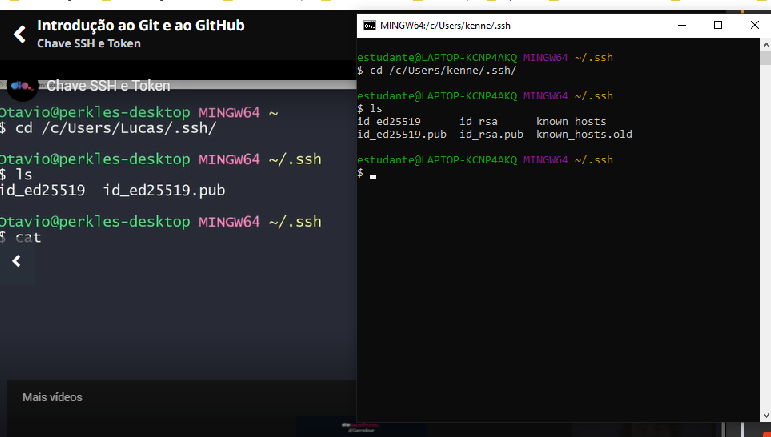 Introdução ao Git e ao GitHub
Chave SSH e Token
Chave SSH e Token
Otavio@perkles-desktop MINGW64 ~
$ cd /c/Users/Lucas/.ssh/
Otavio@perkles-desktop MINGW64 ~/.ssh
$ ls
id_ed25519  id_ed25519.pub
Otavio@perkles-desktop MINGW64 ~/.ssh
$ cat
Mais vídeos
MINGW64:/c/Users/kenne/.ssh
estudante@LAPTOP-KCNP4AKQ MINGW64 ~/.ssh
$ cd /c/Users/kenne/.ssh/
estudante@LAPTOP-KCNP4AKQ MINGW64 ~/.ssh
$ ls
id_ed25519      id_rsa      known_hosts
id_ed25519.pub  id_rsa.pub  known_hosts.old
estudante@LAPTOP-KCNP4AKQ MINGW64 ~/.ssh
$